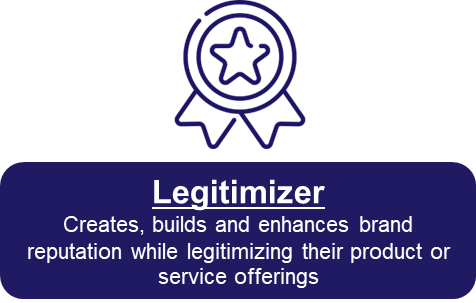 Legitimizer
Creates, builds and enhances brand
reputation while legitimizing their product or
service offerings